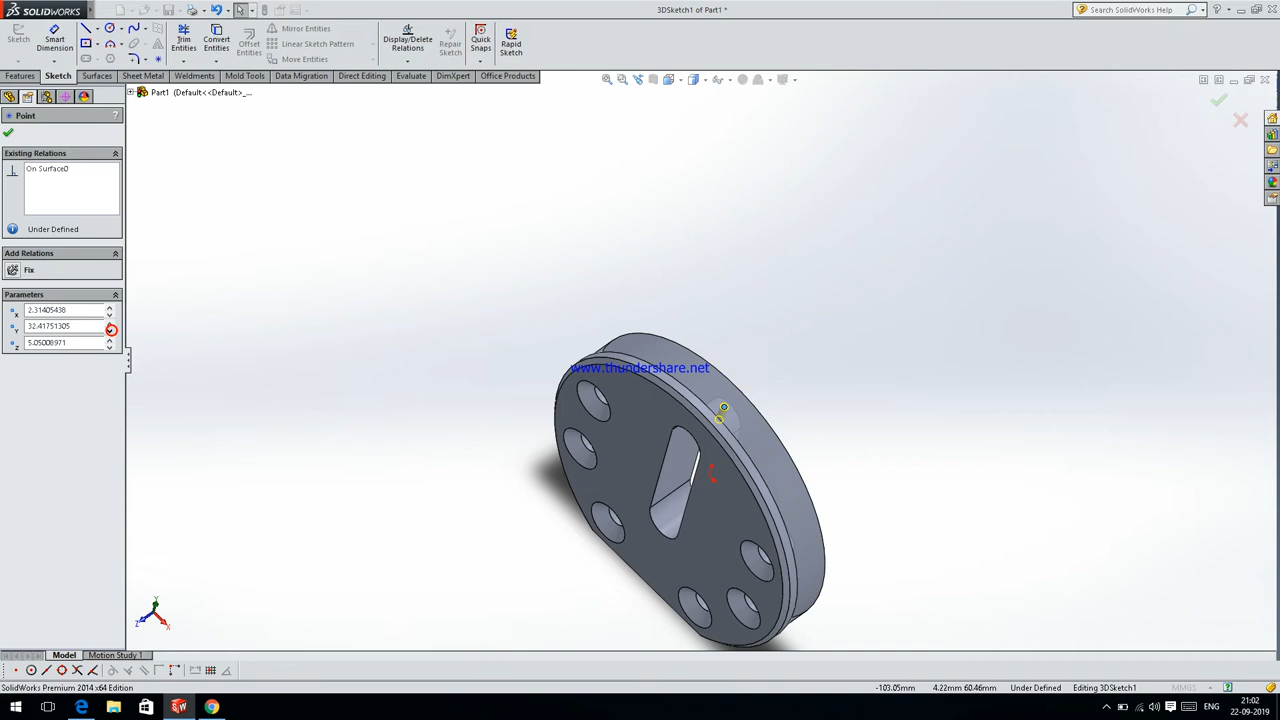 SOLIDWORKS
3DSketch1 of Part1 *
Search SolidWorks Help
Sketch
Smart Dimension
Trim Entities
Convert Entities
Offset Entities
Mirror Entities
Linear Sketch Pattern
Move Entities
Display/Delete Relations
Repair Sketch
Quick Snaps
Rapid Sketch
Features
Sketch
Surfaces
Sheet Metal
Weldments
Mold Tools
Data Migration
Direct Editing
Evaluate
DimXpert
Office Products
Part1 (Default<<Default>_...
Point
?
Existing Relations
On Surface0
Under Defined
Add Relations
Fix
Parameters
X 2.31405438
Y 32.41751305
Z 5.05008971
www.thundershare.net
Y
Z
X
Model
Motion Study 1
SolidWorks Premium 2014 x64 Edition
-103.05mm
4.22mm 60.46mm
Under Defined
Editing 3DSketch1
MMGS
ENG
21:02
22-09-2019